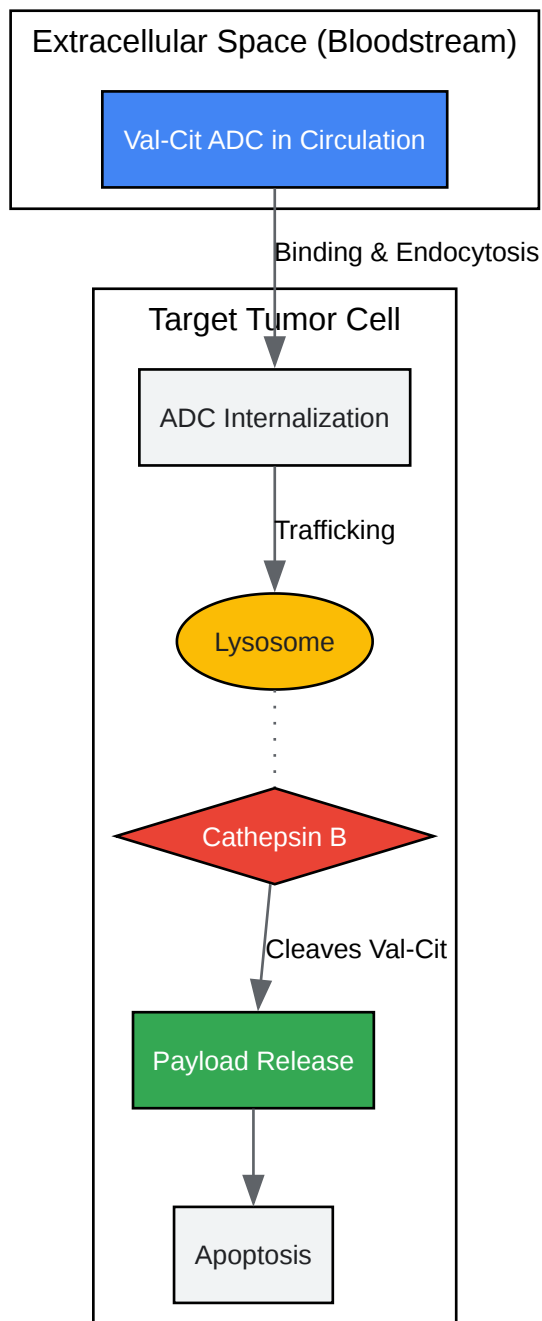 Extracellular Space (Bloodstream)
Val-Cit ADC in Circulation
Binding & Endocytosis
Target Tumor Cell
ADC Internalization
Trafficking
Lysosome
Cathepsin B
Cleaves Val-Cit
Payload Release
Apoptosis